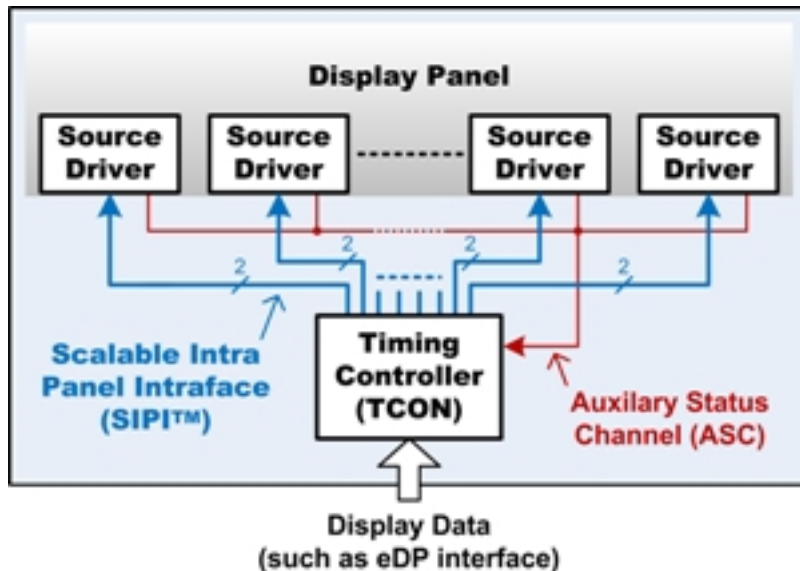 Display Panel
Source
Driver
Source
Driver
Source
Driver
Source
Driver
2
2
2
2
Scalable Intra
Panel Intraface
(SIPI™)
Timing
Controller
(TCON)
Auxilary Status
Channel (ASC)
Display Data
(such as eDP interface)